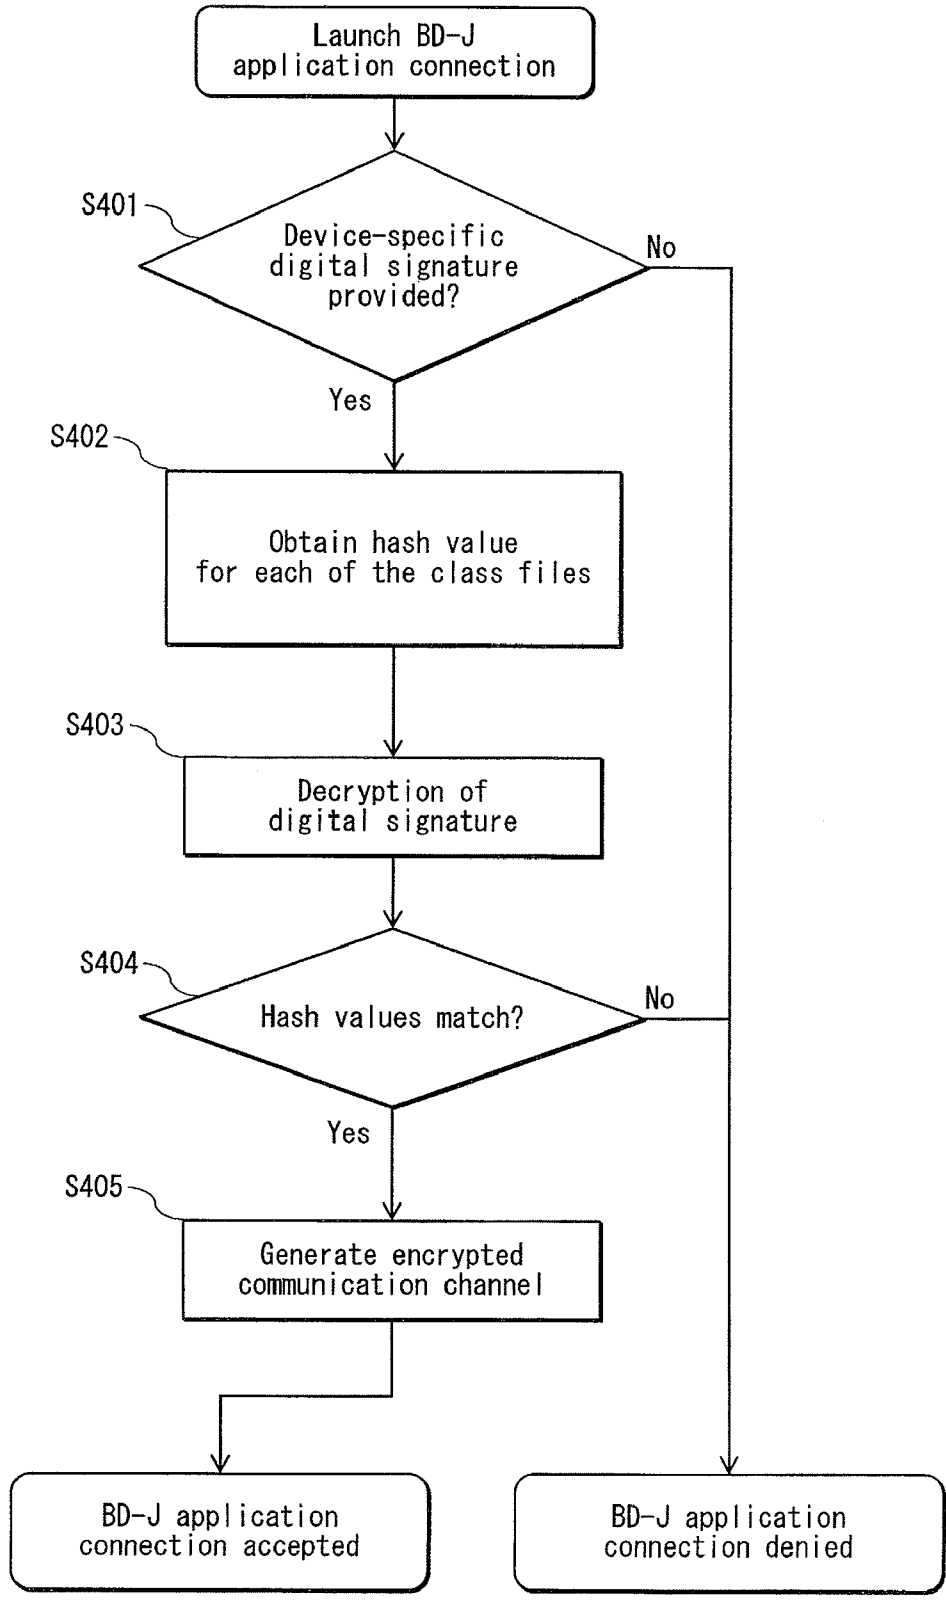 Launch BD-J
application connection
S401
Device-specific
digital signature
provided?
No
Yes
S402
Obtain hash value
for each of the class files
S403
Decryption of
digital signature
S404
Hash values match?
No
Yes
S405
Generate encrypted
communication channel
BD-J application
connection accepted
BD-J application
connection denied